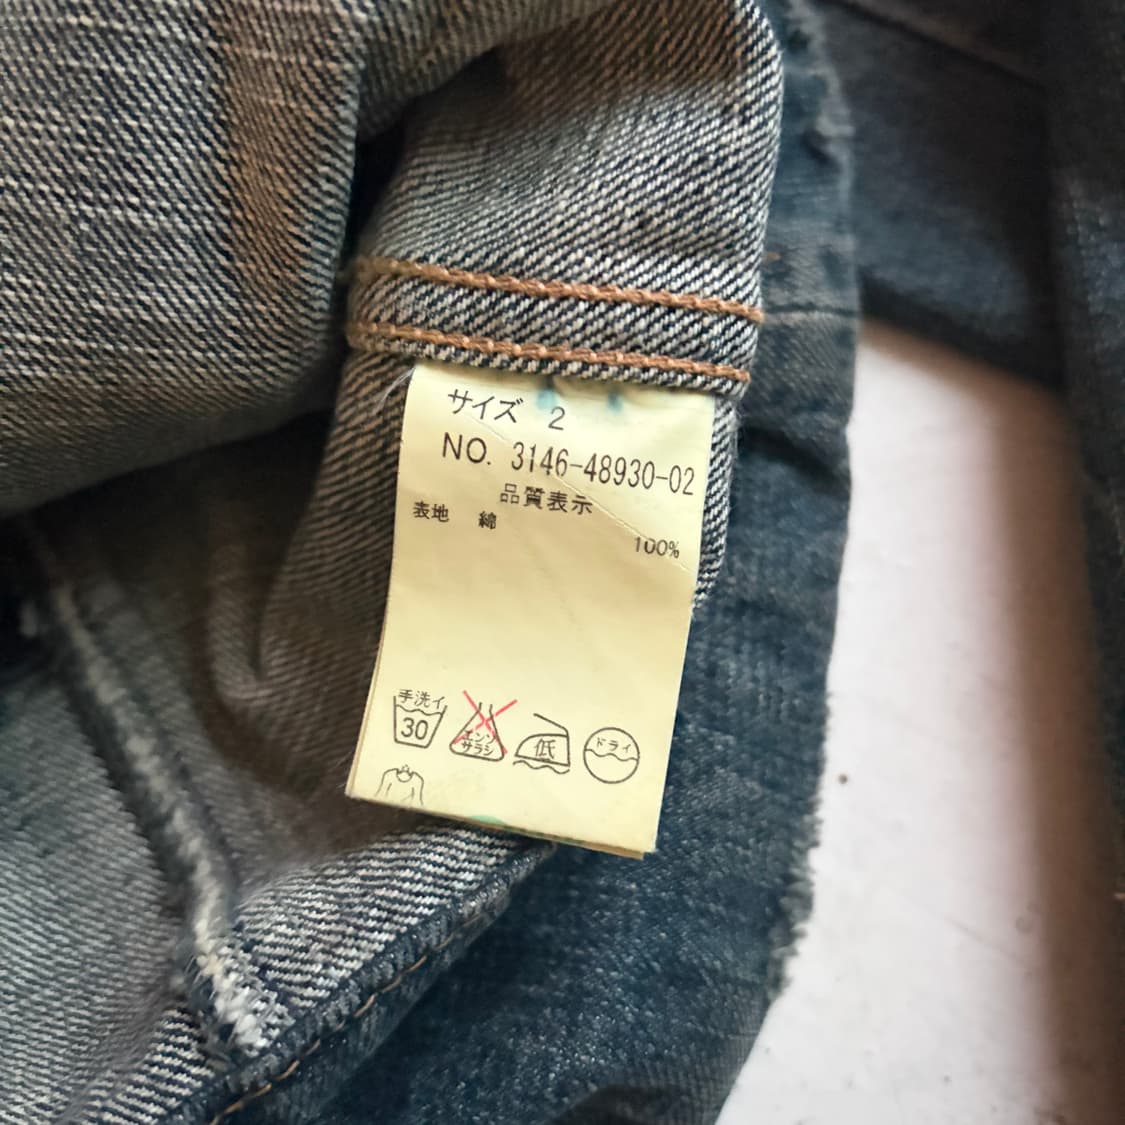 サイズ 2
NO. 3146-48930-02
品質表示
表地 綿
100%
手洗イ
30
エンソ
サラシ
低
ドライ